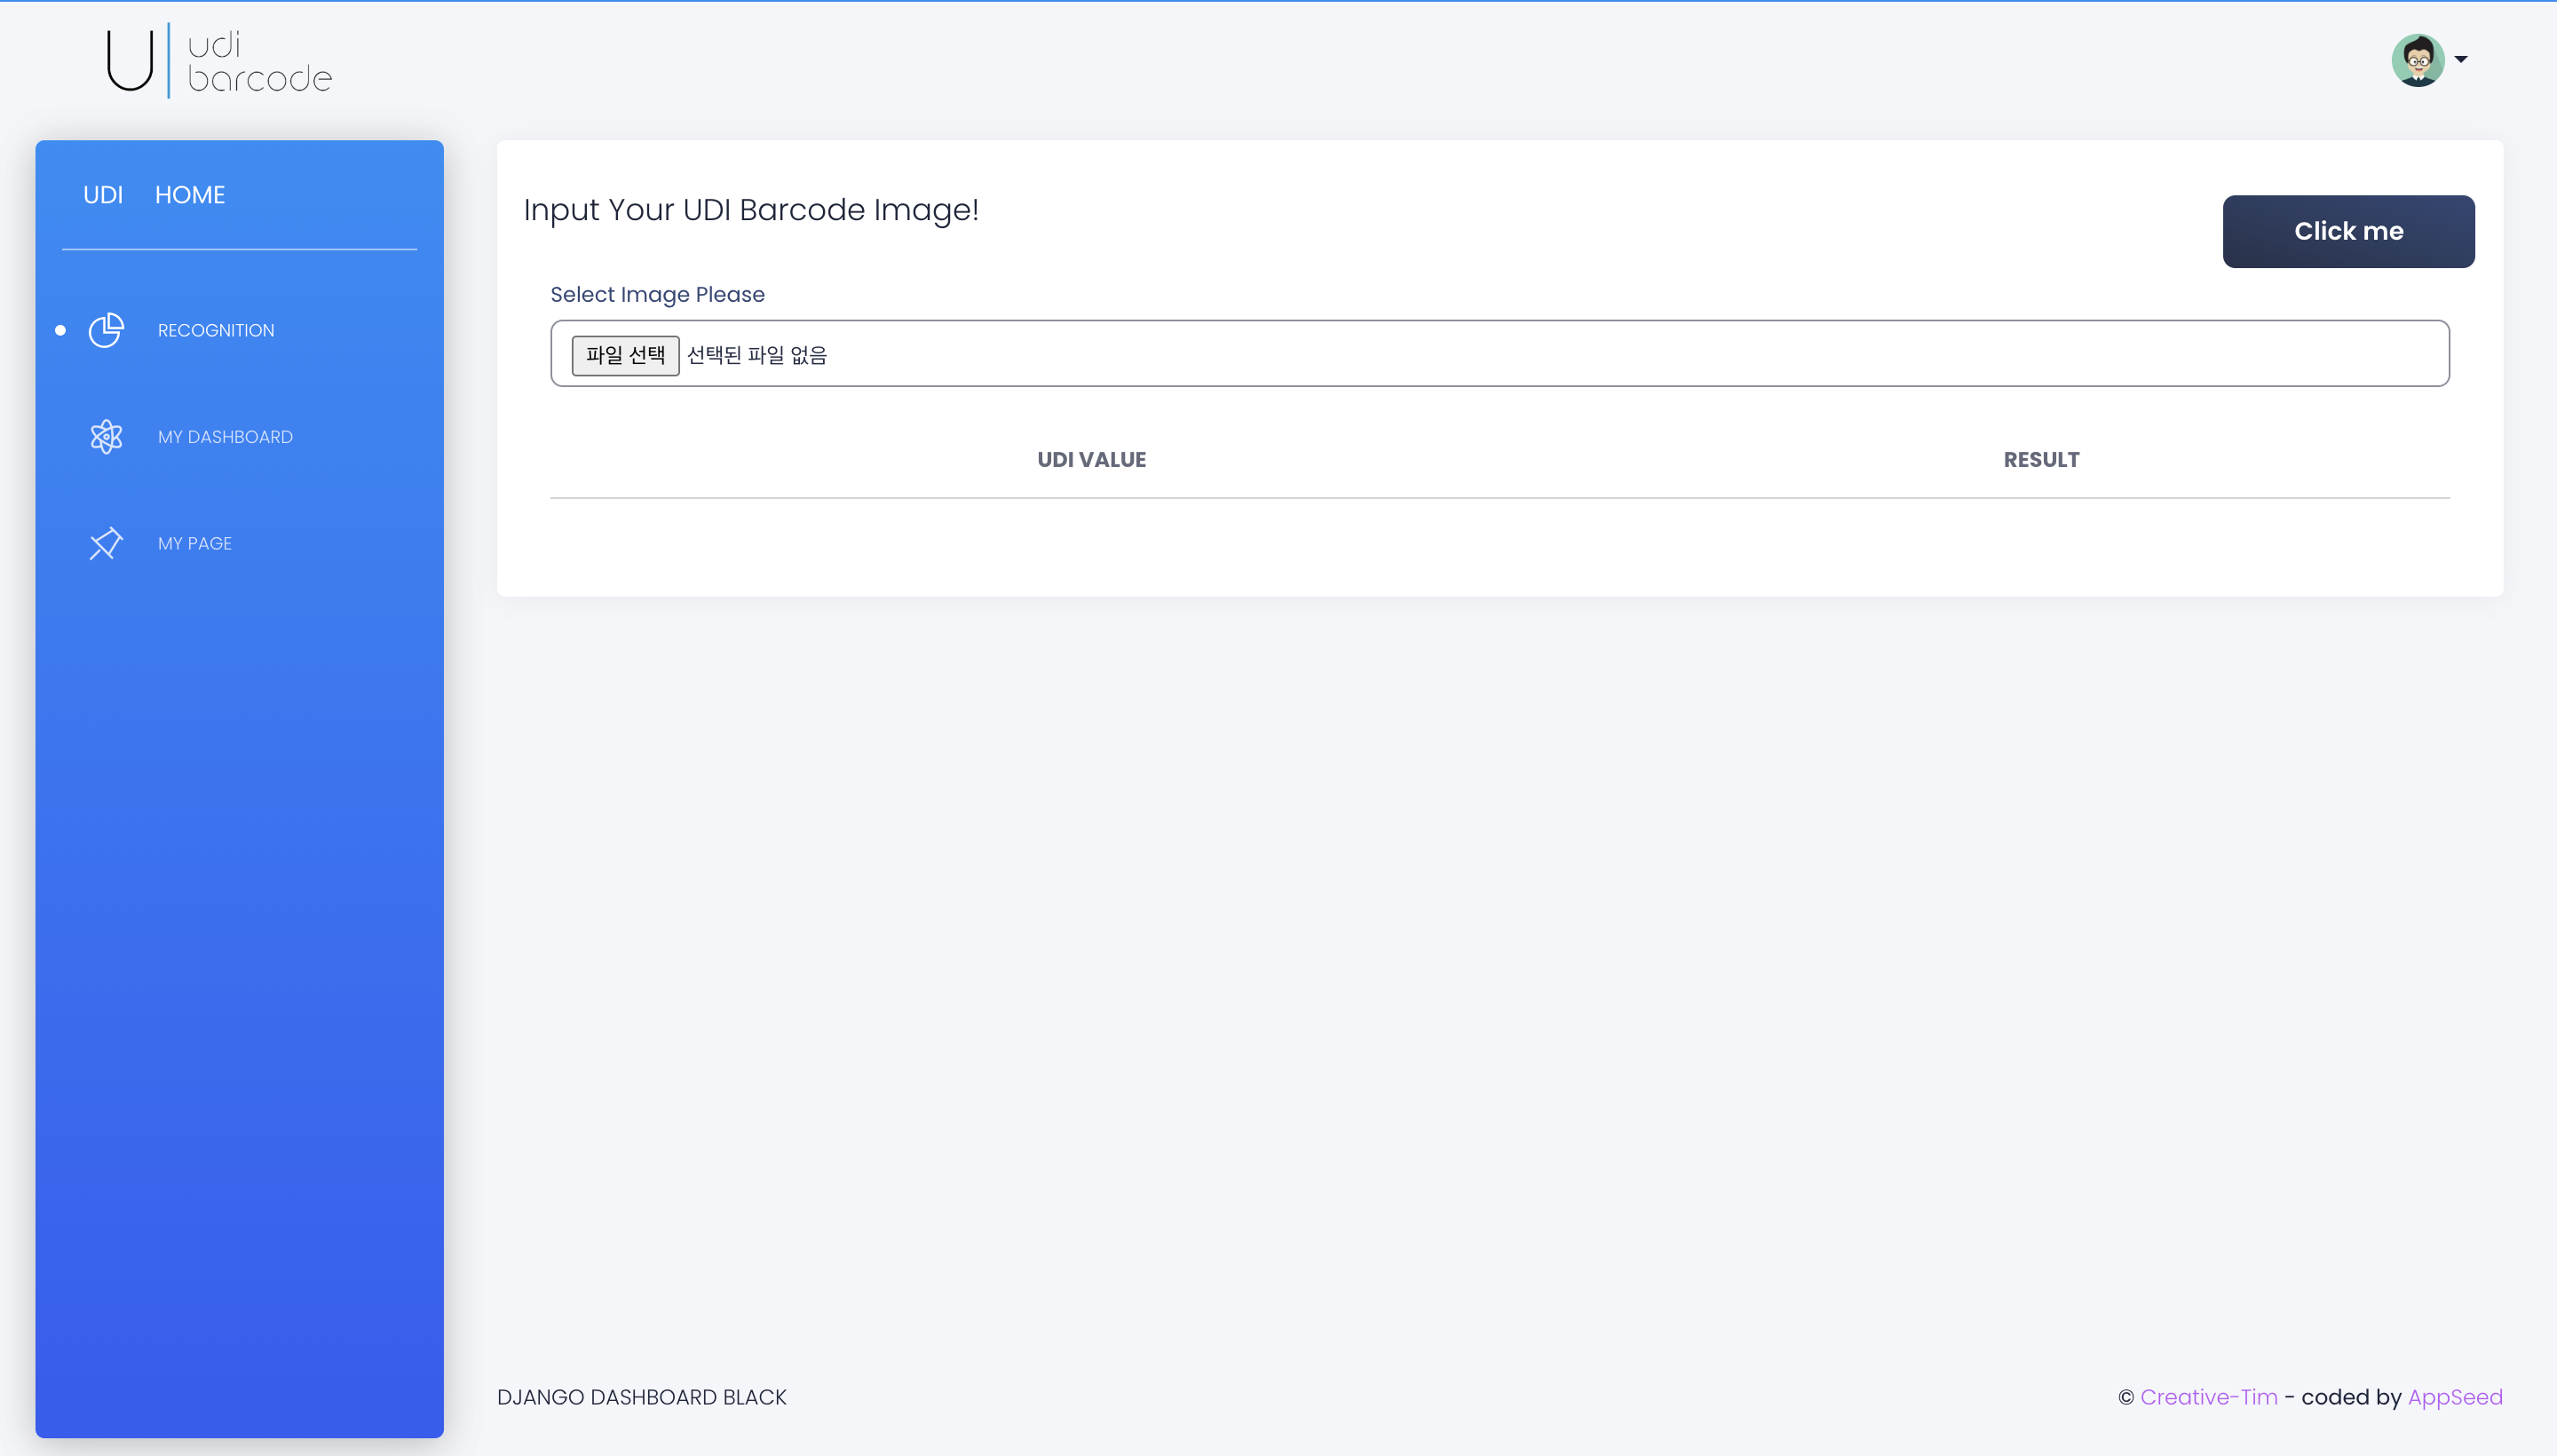 U
udi
barcode
UDI HOME
RECOGNITION
MY DASHBOARD
MY PAGE
Input Your UDI Barcode Image!
Click me
Select Image Please
파일 선택 선택된 파일 없음
UDI VALUE RESULT
DJANGO DASHBOARD BLACK
© Creative-Tim - coded by AppSeed